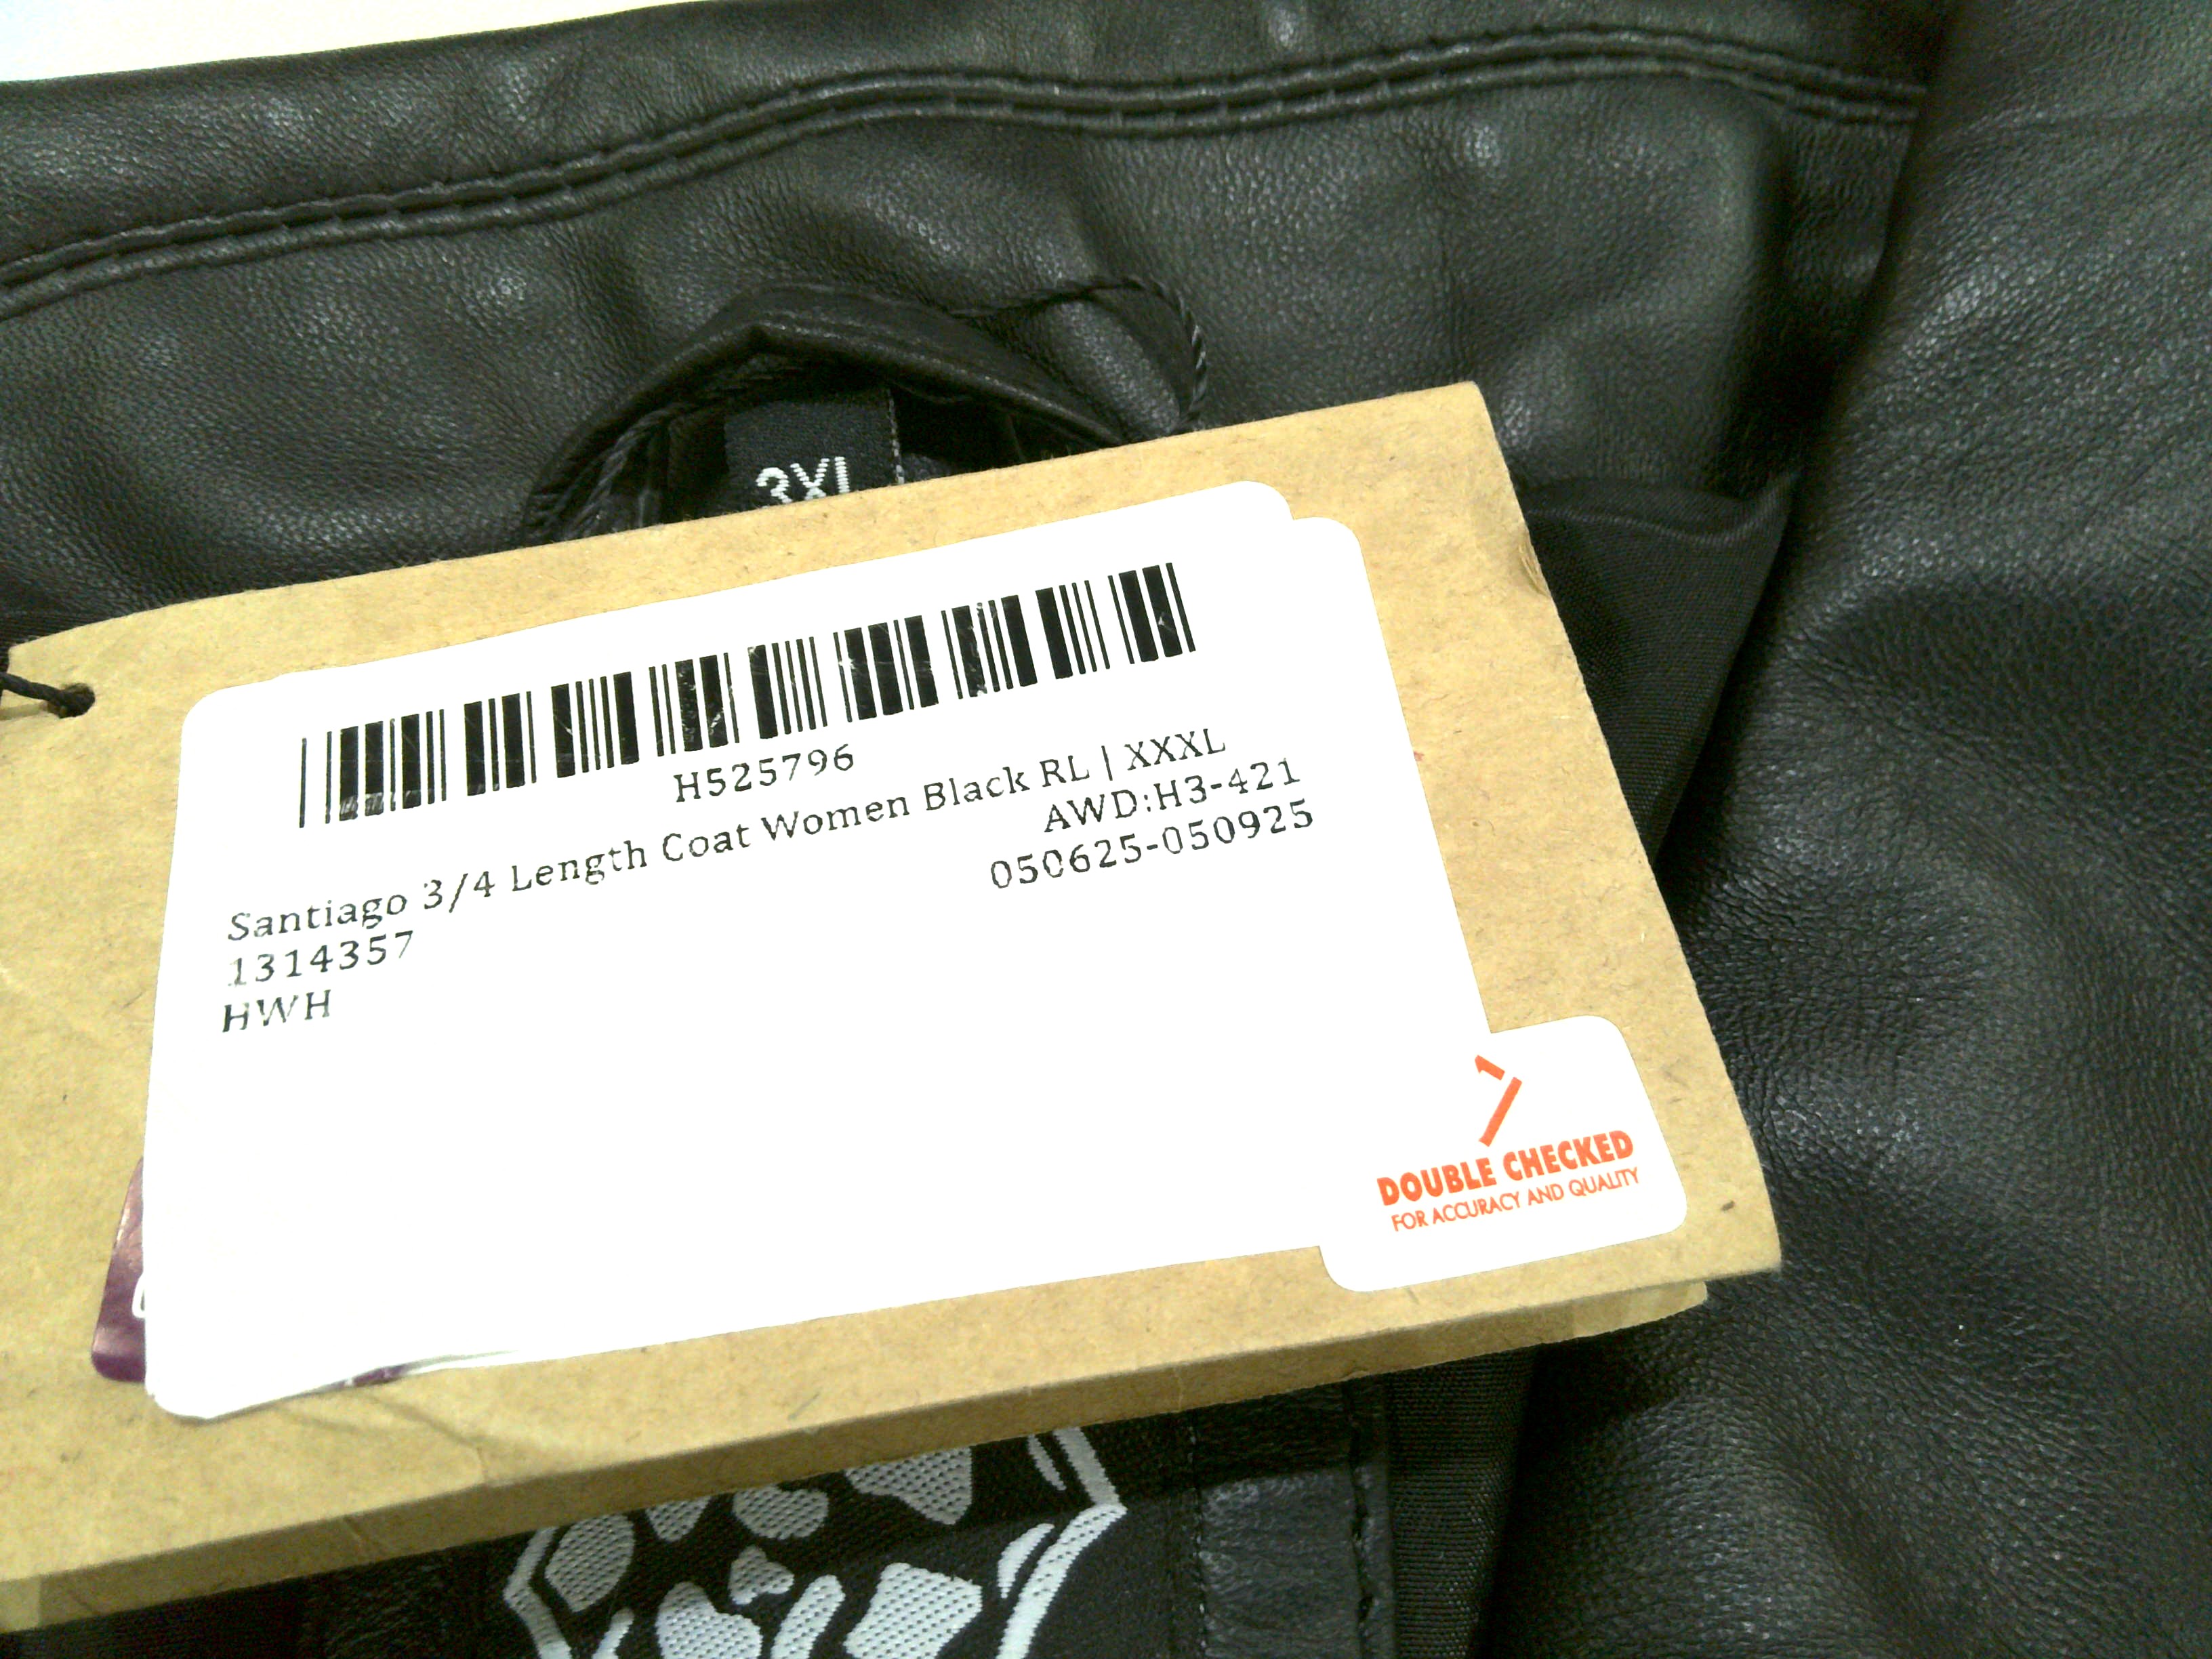 3XL
H525796
Santiago 3/4 Length Coat Women Black RL | XXXL
1314357
AWD:H3-421
HWH
050625-050925
DOUBLE CHECKED
FOR ACCURACY AND QUALITY